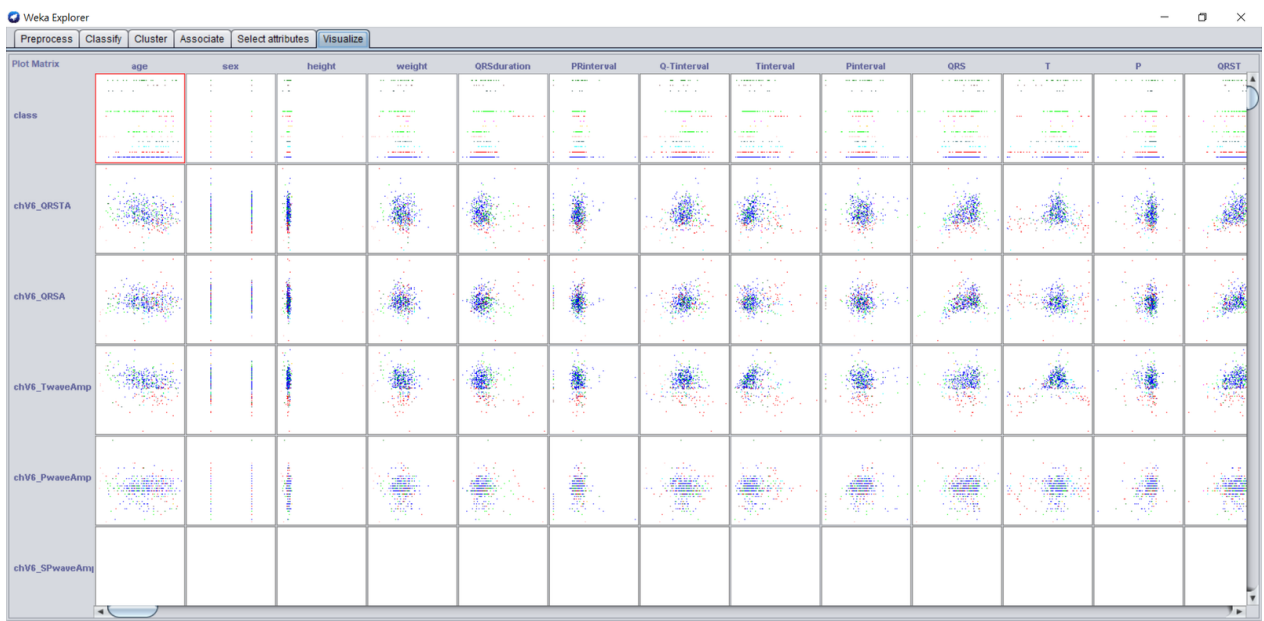 Weka Explorer
Preprocess Classify Cluster Associate Select attributes Visualize
Plot Matrix age sex height weight QRSduration PRinterval Q-Tinterval Tinterval Pinterval QRS T P QRST
class
chV6_QRSTA
chV6_QRSA
chV6_TwaveAmp
chV6_PwaveAmp
chV6_SPwaveAmp